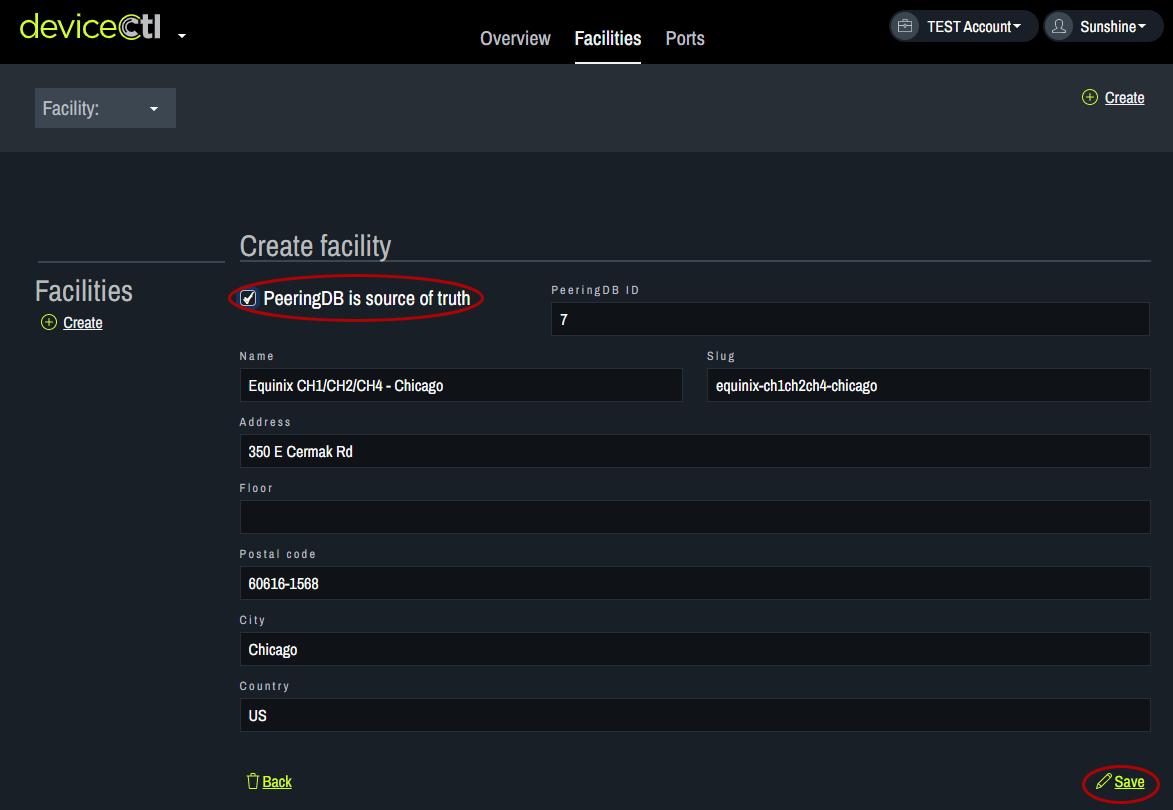 deviceCtl
Overview Facilities Ports
TEST Account
Sunshine
Facility:
Create
Create facility
Facilities
Create
PeeringDB is source of truth
PeeringDB ID
7
Name
Slug
Equinix CH1/CH2/CH4 - Chicago
equinix-ch1ch2ch4-chicago
Address
350 E Cermak Rd
Floor
Postal code
60616-1568
City
Chicago
Country
US
Back
Save